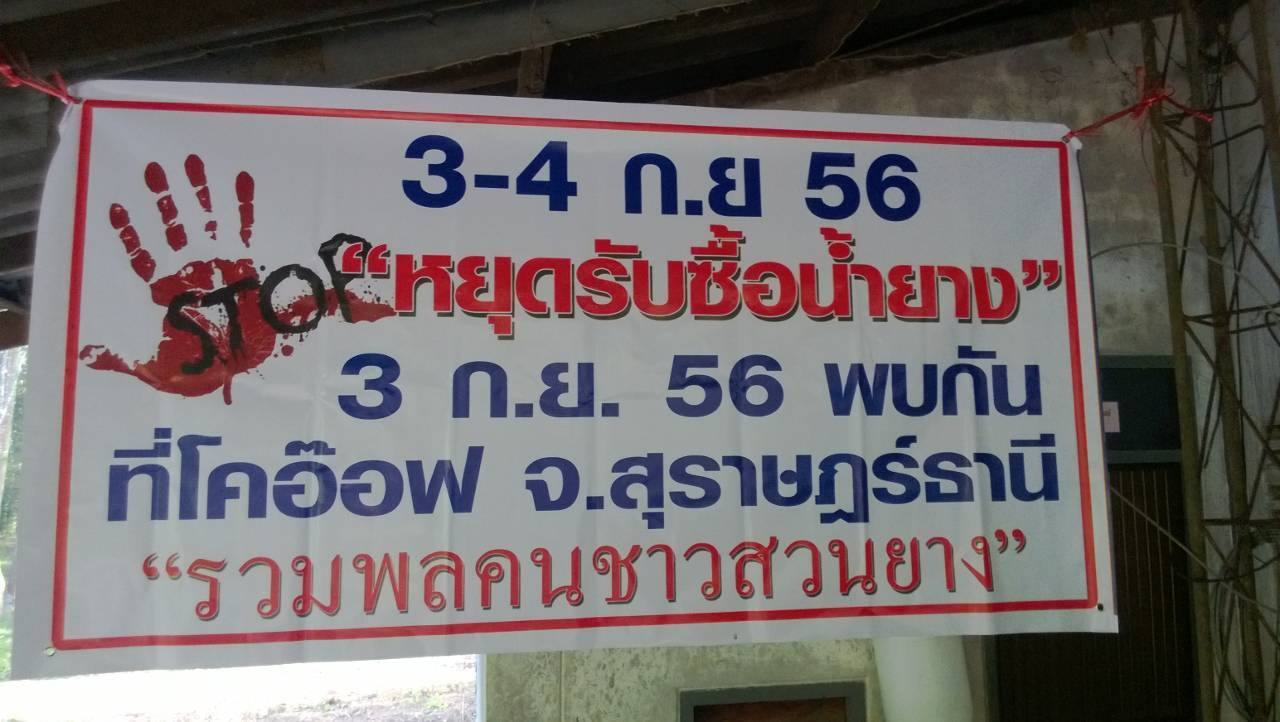 3-4 ก.ย 56
STOP
“หยุดรับซื้อน้ำยาง”
3 ก.ย. 56 พบกัน
ที่โคอ๊อฟ จ.สุราษฎร์ธานี
“รวมพลคนชาวสวนยาง”